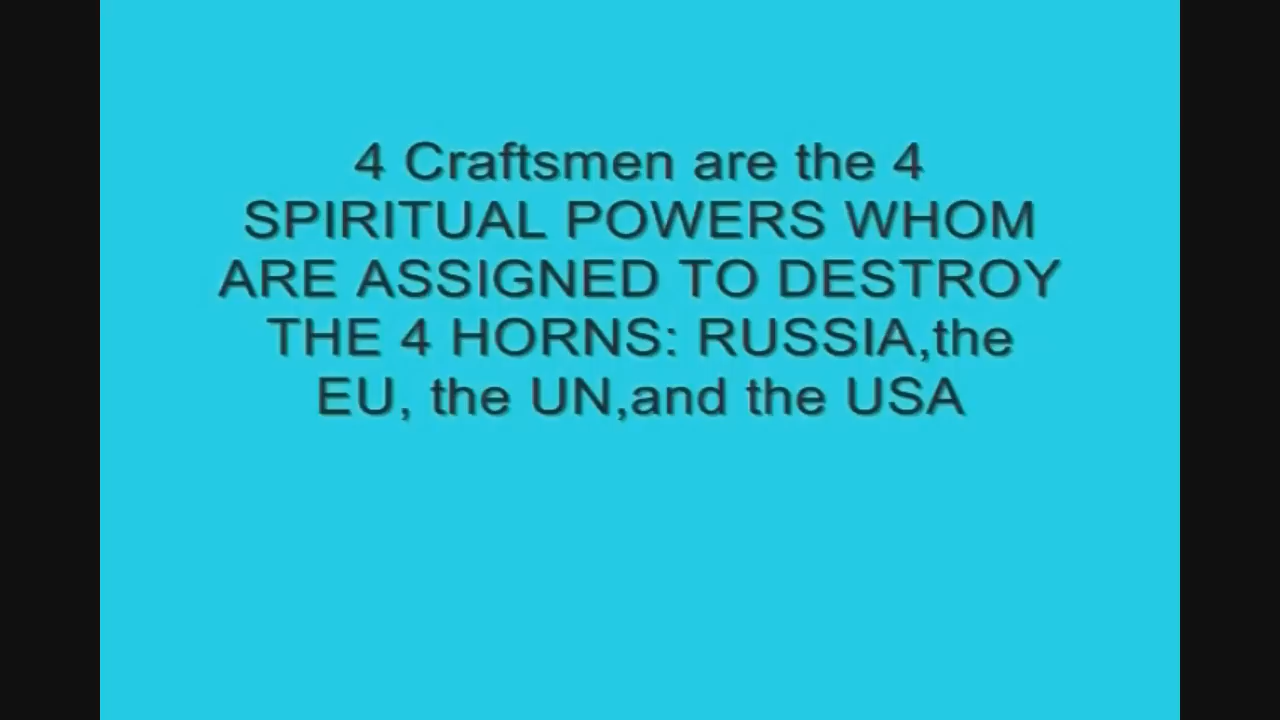 4 Craftsmen are the 4
SPIRITUAL POWERS WHOM
ARE ASSIGNED TO DESTROY
THE 4 HORNS: RUSSIA,the
EU, the UN,and the USA